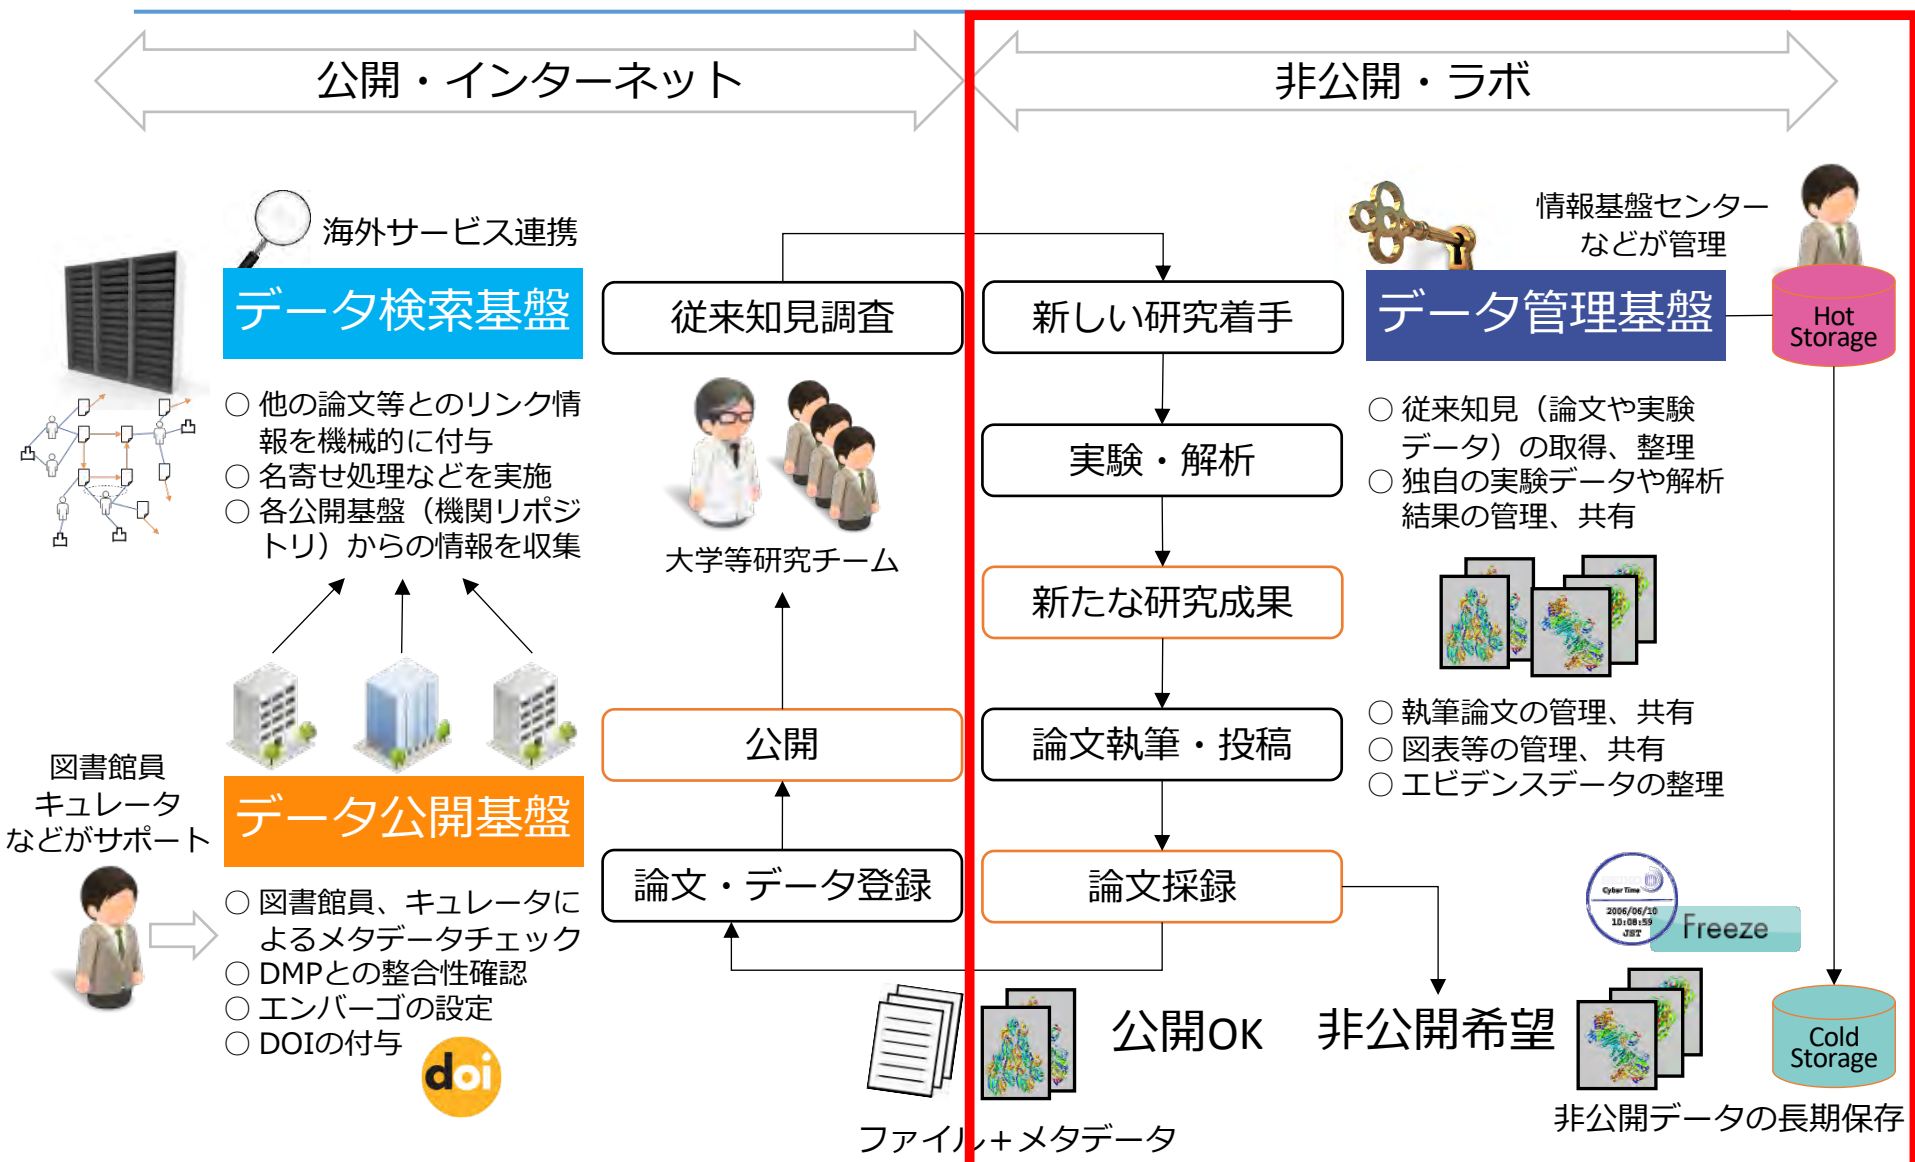 公開・インターネット
非公開・ラボ
海外サービス連携
データ検索基盤
○ 他の論文等とのリンク情
報を機械的に付与
○ 名寄せ処理などを実施
○ 各公開基盤（機関リポジ
トリ）からの情報を収集
図書館員
キュレータ
などがサポート
データ公開基盤
○ 図書館員、キュレータに
よるメタデータチェック
○ DMPとの整合性確認
○ エンバーゴの設定
○ DOIの付与
doi
従来知見調査
大学等研究チーム
公開
論文・データ登録
ファイル+メタデータ
新しい研究着手
実験・解析
新たな研究成果
論文執筆・投稿
論文採録
公開OK
非公開希望
情報基盤センター
などが管理
データ管理基盤
Hot
Storage
○ 従来知見（論文や実験
データ）の取得、整理
○ 独自の実験データや解析
結果の管理、共有
○ 執筆論文の管理、共有
○ 図表等の管理、共有
○ エビデンスデータの整理
Cyber Time
2006/06/10
10:08:59
JST
Freeze
Cold
Storage
非公開データの長期保存